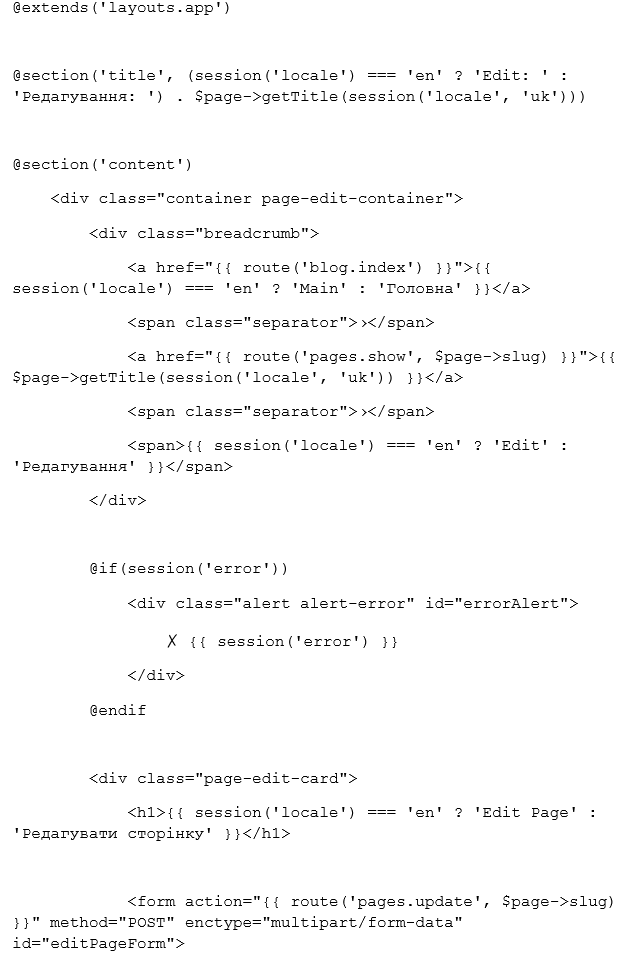 @extends('layouts.app')
@section('title', (session('locale') === 'en' ? 'Edit: ' :
'Редагування: ') . $page->getTitle(session('locale', 'uk')))
@section('content')
<div class="container page-edit-container">
<div class="breadcrumb">
<a href="{{ route('blog.index') }}">{{
session('locale') === 'en' ? 'Main' : 'Головна' }}</a>
<span class="separator">›</span>
<a href="{{ route('pages.show', $page->slug) }}">{{
$page->getTitle(session('locale', 'uk')) }}</a>
<span class="separator">›</span>
<span>{{ session('locale') === 'en' ? 'Edit' :
'Редагування' }}</span>
</div>
@if(session('error'))
<div class="alert alert-error" id="errorAlert">
✗ {{ session('error') }}
</div>
@endif
<div class="page-edit-card">
<h1>{{ session('locale') === 'en' ? 'Edit Page' :
'Редагувати сторінку' }}</h1>
<form action="{{ route('pages.update', $page->slug)
}}" method="POST" enctype="multipart/form-data"
id="editPageForm">